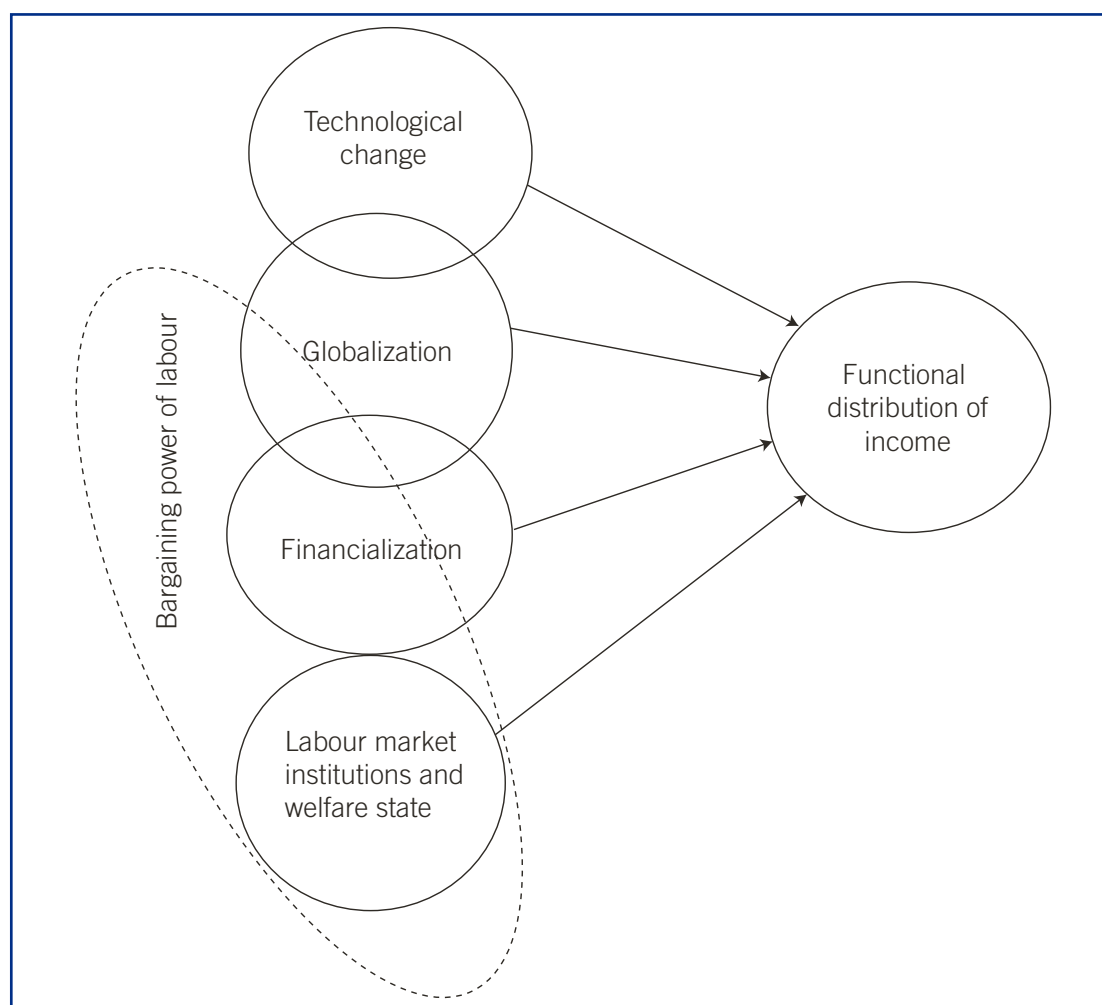 Technological
change
Globalization
Bargaining power of labour
Financialization
Labour market
institutions and
welfare state
Functional
distribution of
income